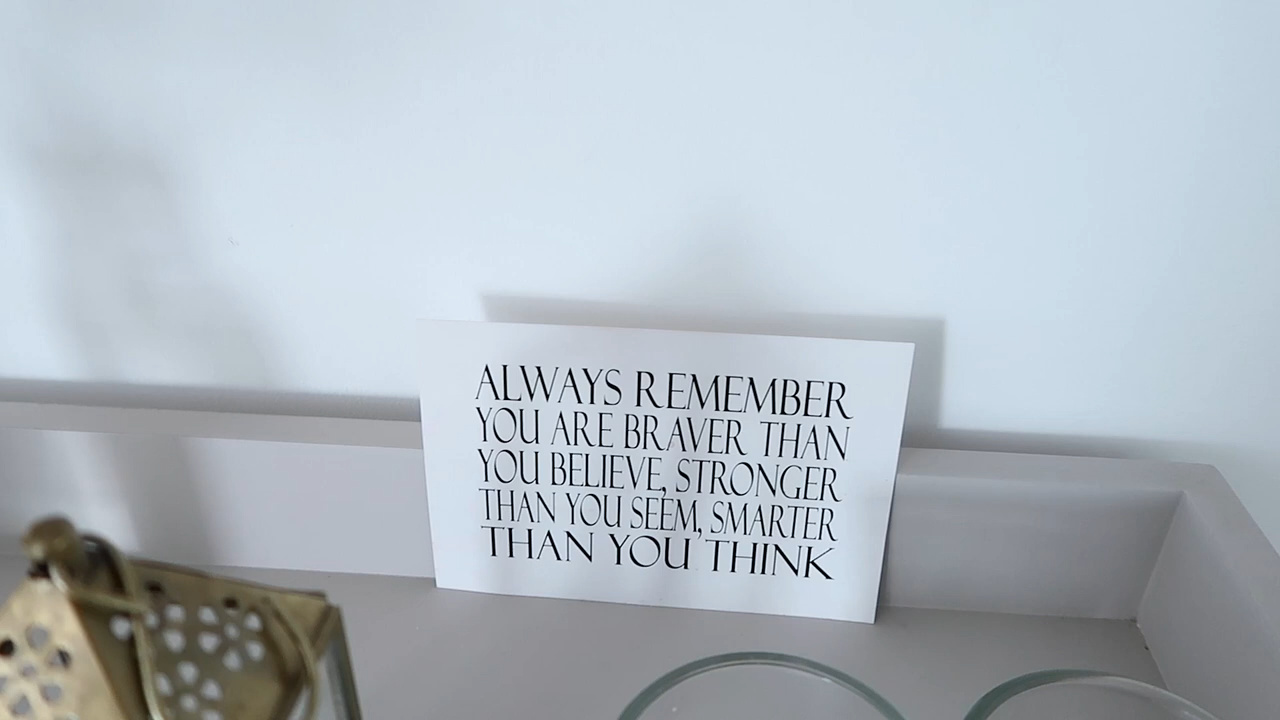 ALWAYS REMEMBER
YOU ARE BRAVER THAN
YOU BELIEVE, STRONGER
THAN YOU SEEM, SMARTER
THAN YOU THINK